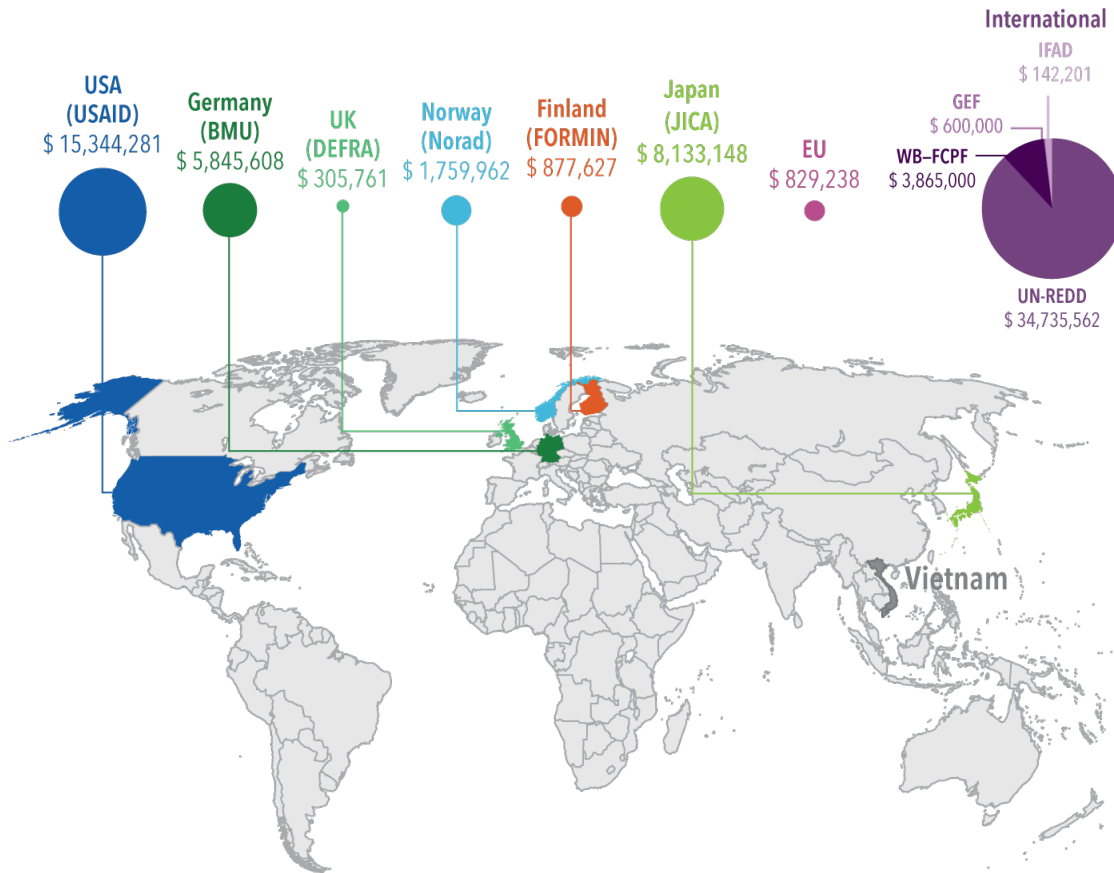 USA
(USAID)
$ 15,344,281
Germany
(BMU)
$ 5,845,608
UK
(DEFRA)
$ 305,761
Norway
(Norad)
$ 1,759,962
Finland
(FORMIN)
$ 877,627
Japan
(JICA)
$ 8,133,148
EU
$ 829,238
International
IFAD
$ 142,201
GEF
$ 600,000
WB–FCPF
$ 3,865,000
UN-REDD
$ 34,735,562
Vietnam